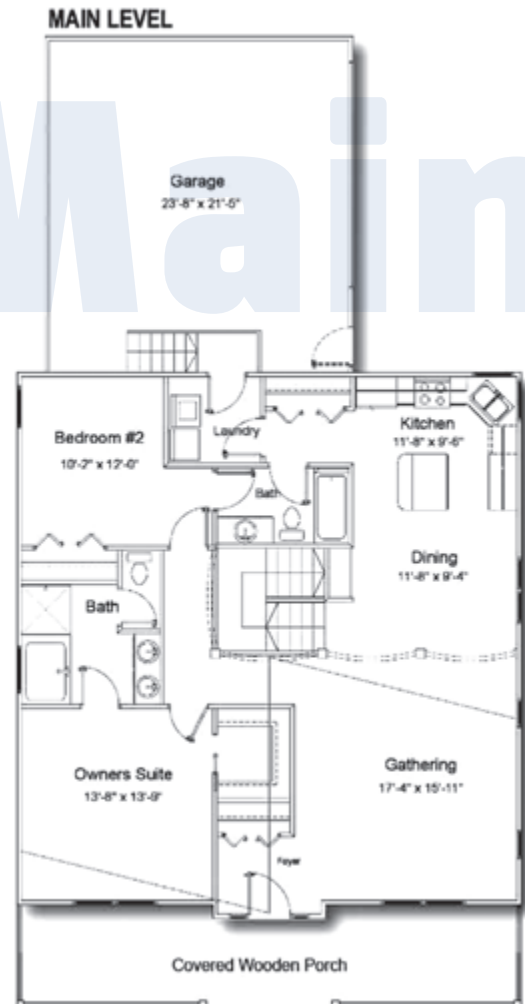 MAIN LEVEL
Main
Garage
23'-8" x 21'-5"
Bedroom #2
10'-2" x 12'-0"
Laundry
Kitchen
11'-8" x 9'-6"
Bath
Dining
11'-8" x 9'-4"
Bath
Owners Suite
13'-8" x 13'-9"
Gathering
17'-4" x 15'-11"
Foyer
Covered Wooden Porch